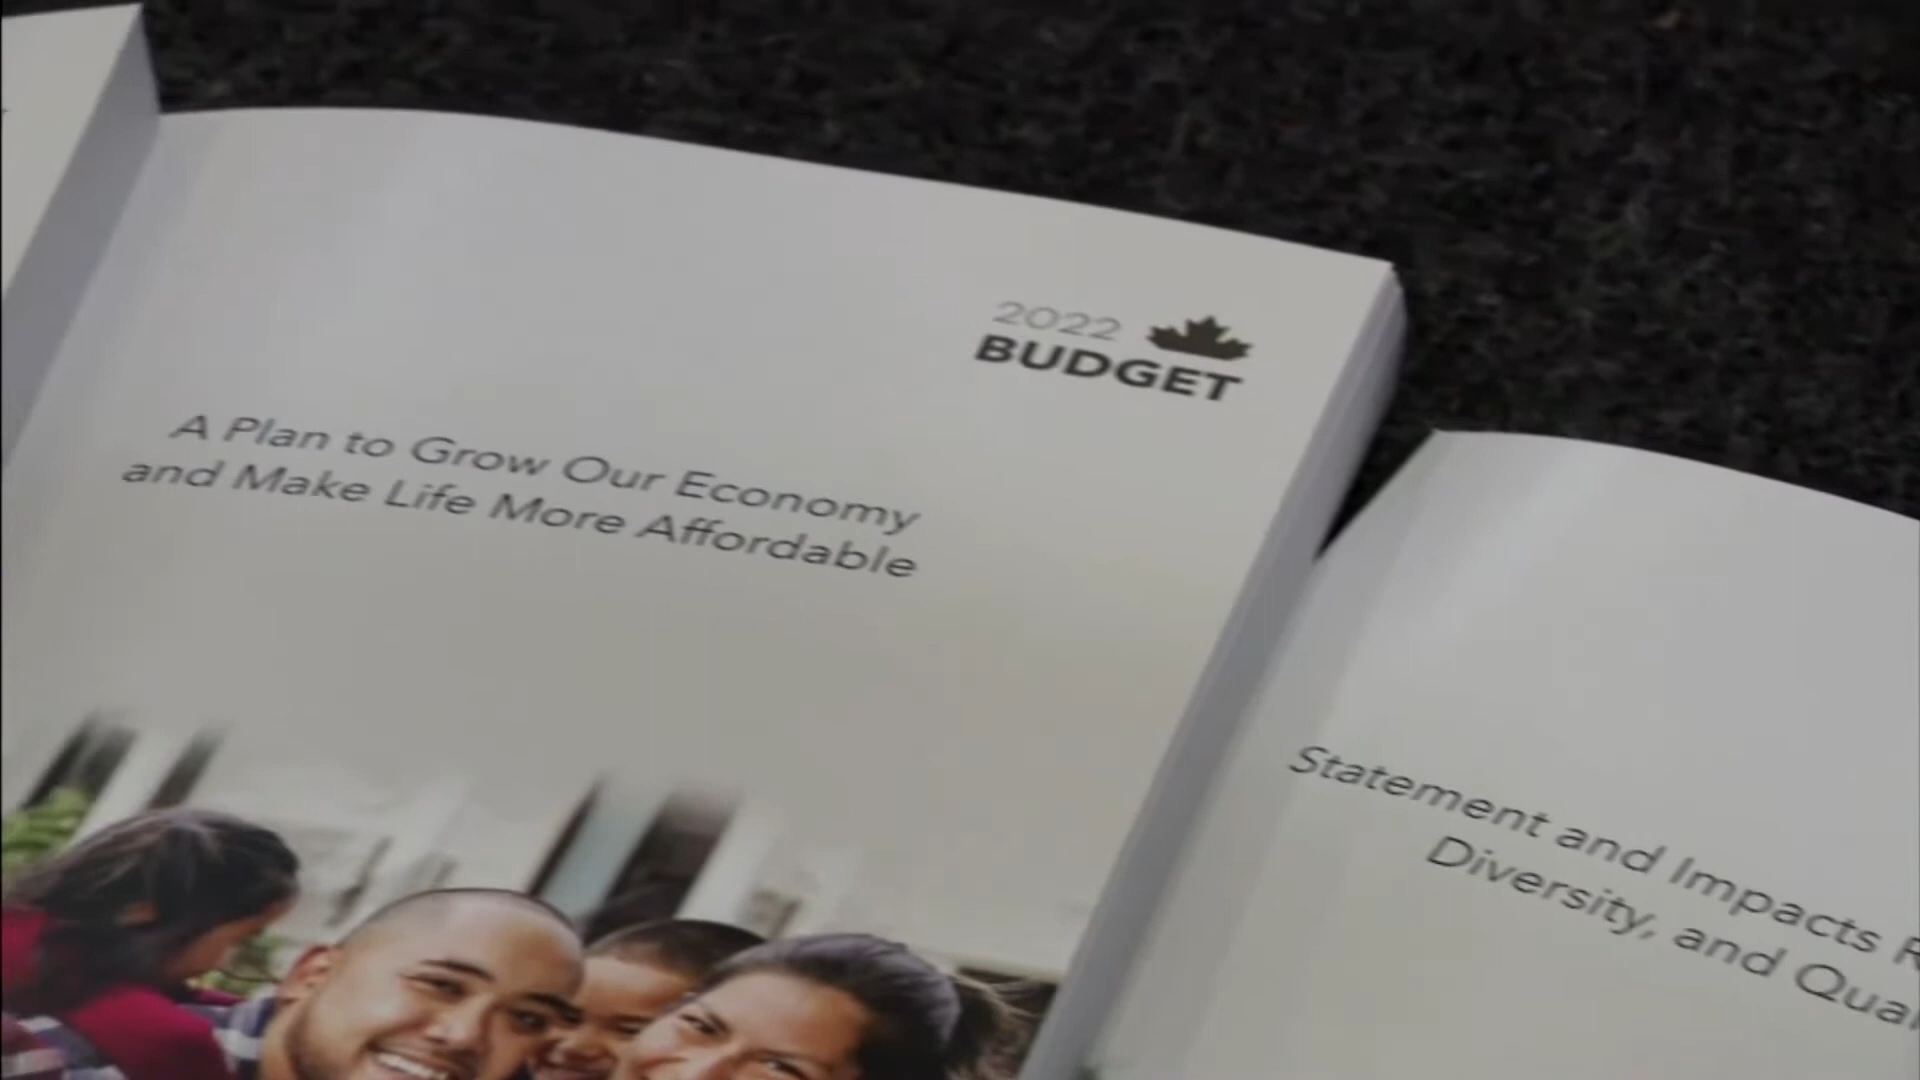 2022
BUDGET
A Plan to Grow Our Economy
and Make Life More Affordable
Statement and Impacts
Diversity, and